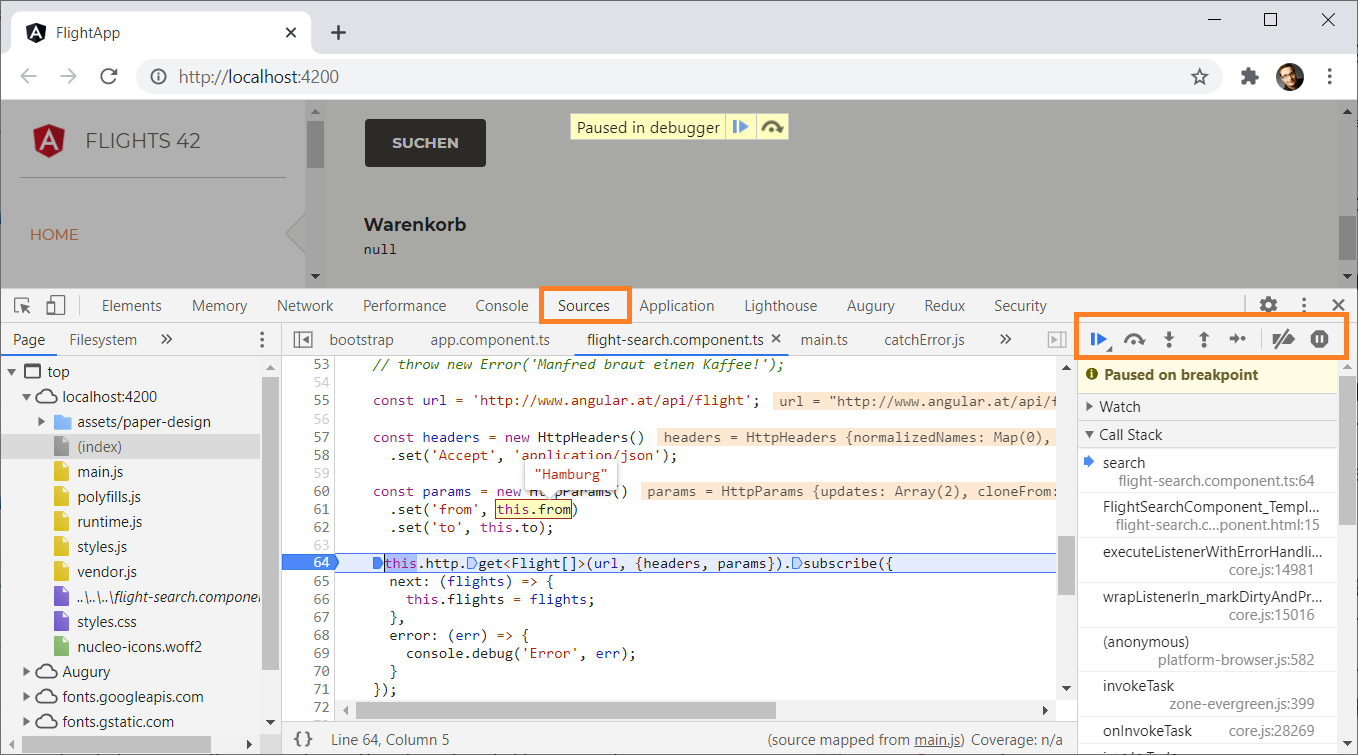 FlightApp
http://localhost:4200
FLIGHTS 42
HOME
SUCHEN
Paused in debugger
Warenkorb
null
Elements Memory Network Performance Console Sources Application Lighthouse Augury Redux Security
Page Filesystem
top
localhost:4200
assets/paper-design
(index)
main.js
polyfills.js
runtime.js
styles.js
vendor.js
..\..\..\flight-search.compone
styles.css
nucleo-icons.woff2
Augury
fonts.googleapis.com
fonts.gstatic.com
bootstrap app.component.ts flight-search.component.ts main.ts catchError.js
53 // throw new Error('Manfred braut einen Kaffee!');
54
55 const url = 'http://www.angular.at/api/flight'; url = "http://www.angular.at/api/f
56
57 const headers = new HttpHeaders() headers = HttpHeaders {normalizedNames: Map(0),
58 .set('Accept', 'application/json');
59
"Hamburg"
60 const params = new HttpParams() params = HttpParams {updates: Array(2), cloneFrom:
61 .set('from', this.from)
62 .set('to', this.to);
63
64 this.http.get<Flight[]>(url, {headers, params}).subscribe({
65 next: (flights) => {
66 this.flights = flights;
67 },
68 error: (err) => {
69 console.debug('Error', err);
70 }
71 });
72
{} Line 64, Column 5 (source mapped from main.js) Coverage: n/a
Paused on breakpoint
Watch
Call Stack
search
flight-search.component.ts:64
FlightSearchComponent_Templ...
flight-search.c...ponent.html:15
executeListenerWithErrorHandli...
core.js:14981
wrapListenerIn_markDirtyAndPr...
core.js:15016
(anonymous)
platform-browser.js:582
invokeTask
zone-evergreen.js:399
onInvokeTask core.js:28269